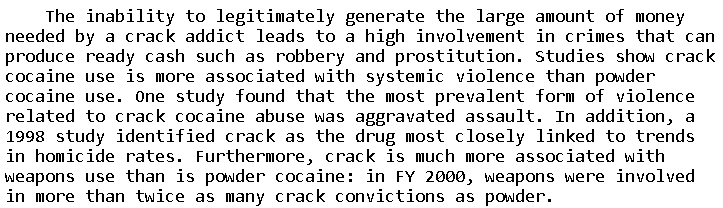 The inability to legitimately generate the large amount of money
needed by a crack addict leads to a high involvement in crimes that can
produce ready cash such as robbery and prostitution. Studies show crack
cocaine use is more associated with systemic violence than powder
cocaine use. One study found that the most prevalent form of violence
related to crack cocaine abuse was aggravated assault. In addition, a
1998 study identified crack as the drug most closely linked to trends
in homicide rates. Furthermore, crack is much more associated with
weapons use than is powder cocaine: in FY 2000, weapons were involved
in more than twice as many crack convictions as powder.